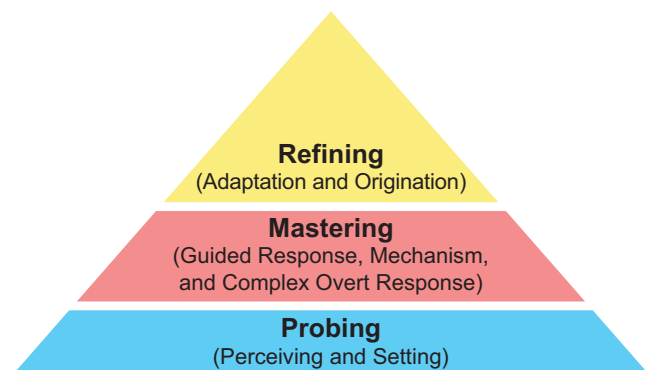 Refining
(Adaptation and Origination)
Mastering
(Guided Response, Mechanism,
and Complex Overt Response)
Probing
(Perceiving and Setting)